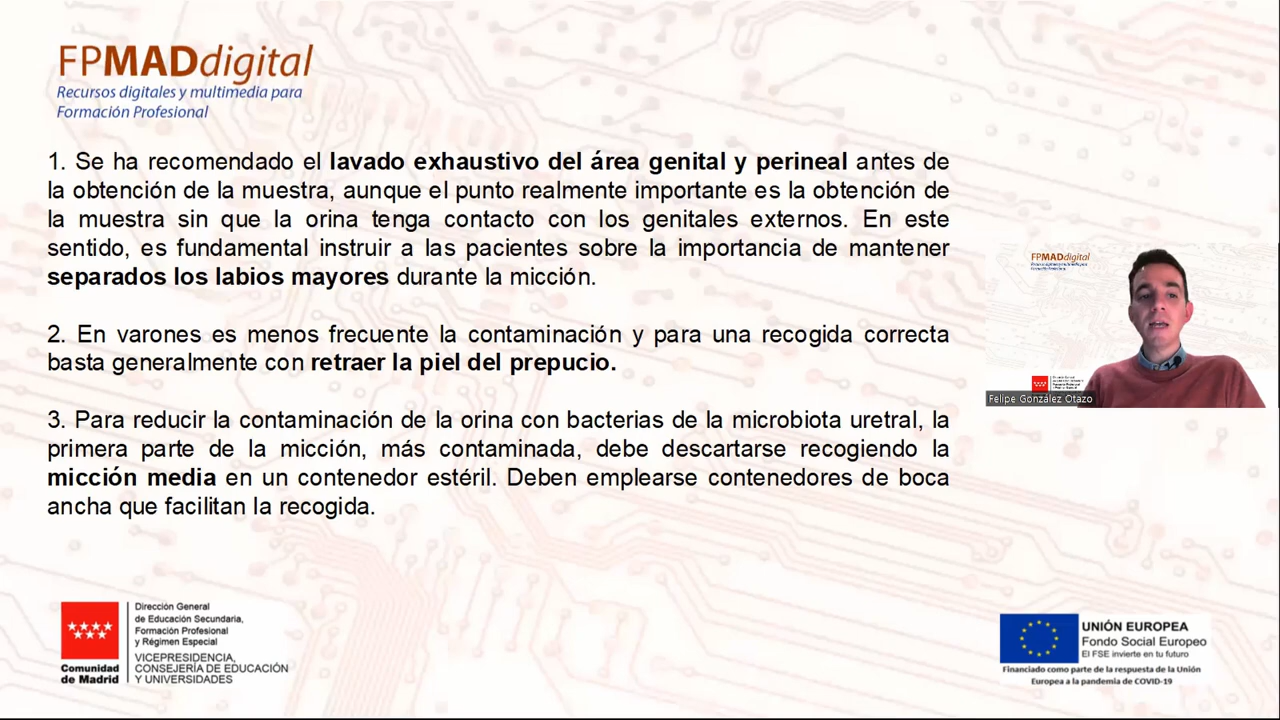 FPMADdigital
Recursos digitales y multimedia para
Formación Profesional
1. Se ha recomendado el lavado exhaustivo del área genital y perineal antes de
la obtención de la muestra, aunque el punto realmente importante es la obtención de
la muestra sin que la orina tenga contacto con los genitales externos. En este
sentido, es fundamental instruir a las pacientes sobre la importancia de mantener
separados los labios mayores durante la micción.
2. En varones es menos frecuente la contaminación y para una recogida correcta
basta generalmente con retraer la piel del prepucio.
3. Para reducir la contaminación de la orina con bacterias de la microbiota uretral, la
primera parte de la micción, más contaminada, debe descartarse recogiendo la
micción media en un contenedor estéril. Deben emplearse contenedores de boca
ancha que facilitan la recogida.
FPMADdigital
Felipe González Otazo
Comunidad
de Madrid
Dirección General
de Educación Secundaria,
Formación Profesional
y Régimen Especial
VICEPRESIDENCIA,
CONSEJERÍA DE EDUCACIÓN
Y UNIVERSIDADES
UNIÓN EUROPEA
Fondo Social Europeo
El FSE invierte en tu futuro
Financiado como parte de la respuesta de la Unión
Europea a la pandemia de COVID-19